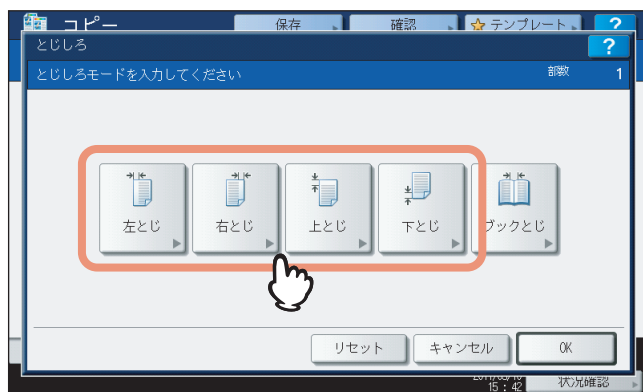 コピー 保存 確認 テンプレート ?
とじしろ ?
とじしろモードを入力してください 部数 1
左とじ 右とじ 上とじ 下とじ ブックとじ
リセット キャンセル OK
15:42 状況確認